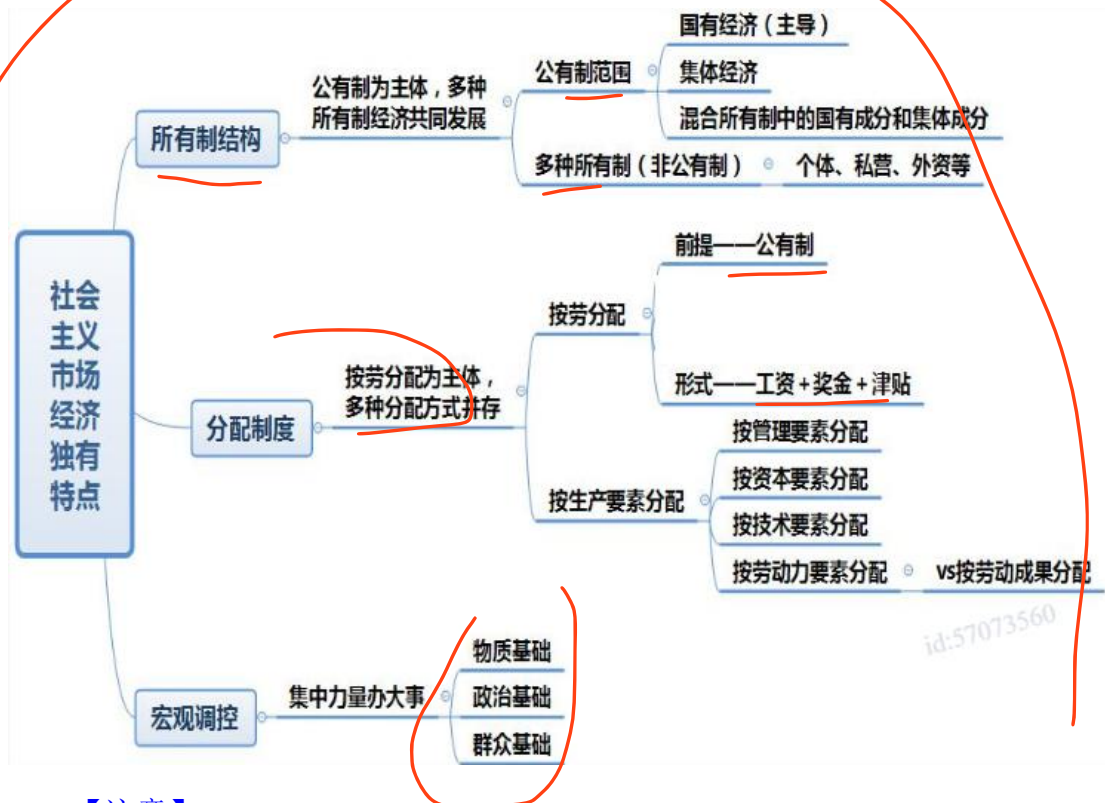 社会
主义
市场
经济
独有
特点
所有制结构
公有制为主体，多种
所有制经济共同发展
公有制范围
国有经济（主导）
集体经济
混合所有制中的国有成分和集体成分
多种所有制（非公有制）
个体、私营、外资等
分配制度
按劳分配为主体，
多种分配方式并存
按劳分配
前提——公有制
形式——工资+奖金+津贴
按生产要素分配
按管理要素分配
按资本要素分配
按技术要素分配
按劳动力要素分配
vs按劳动成果分配
宏观调控
集中力量办大事
物质基础
政治基础
群众基础
id:57073560